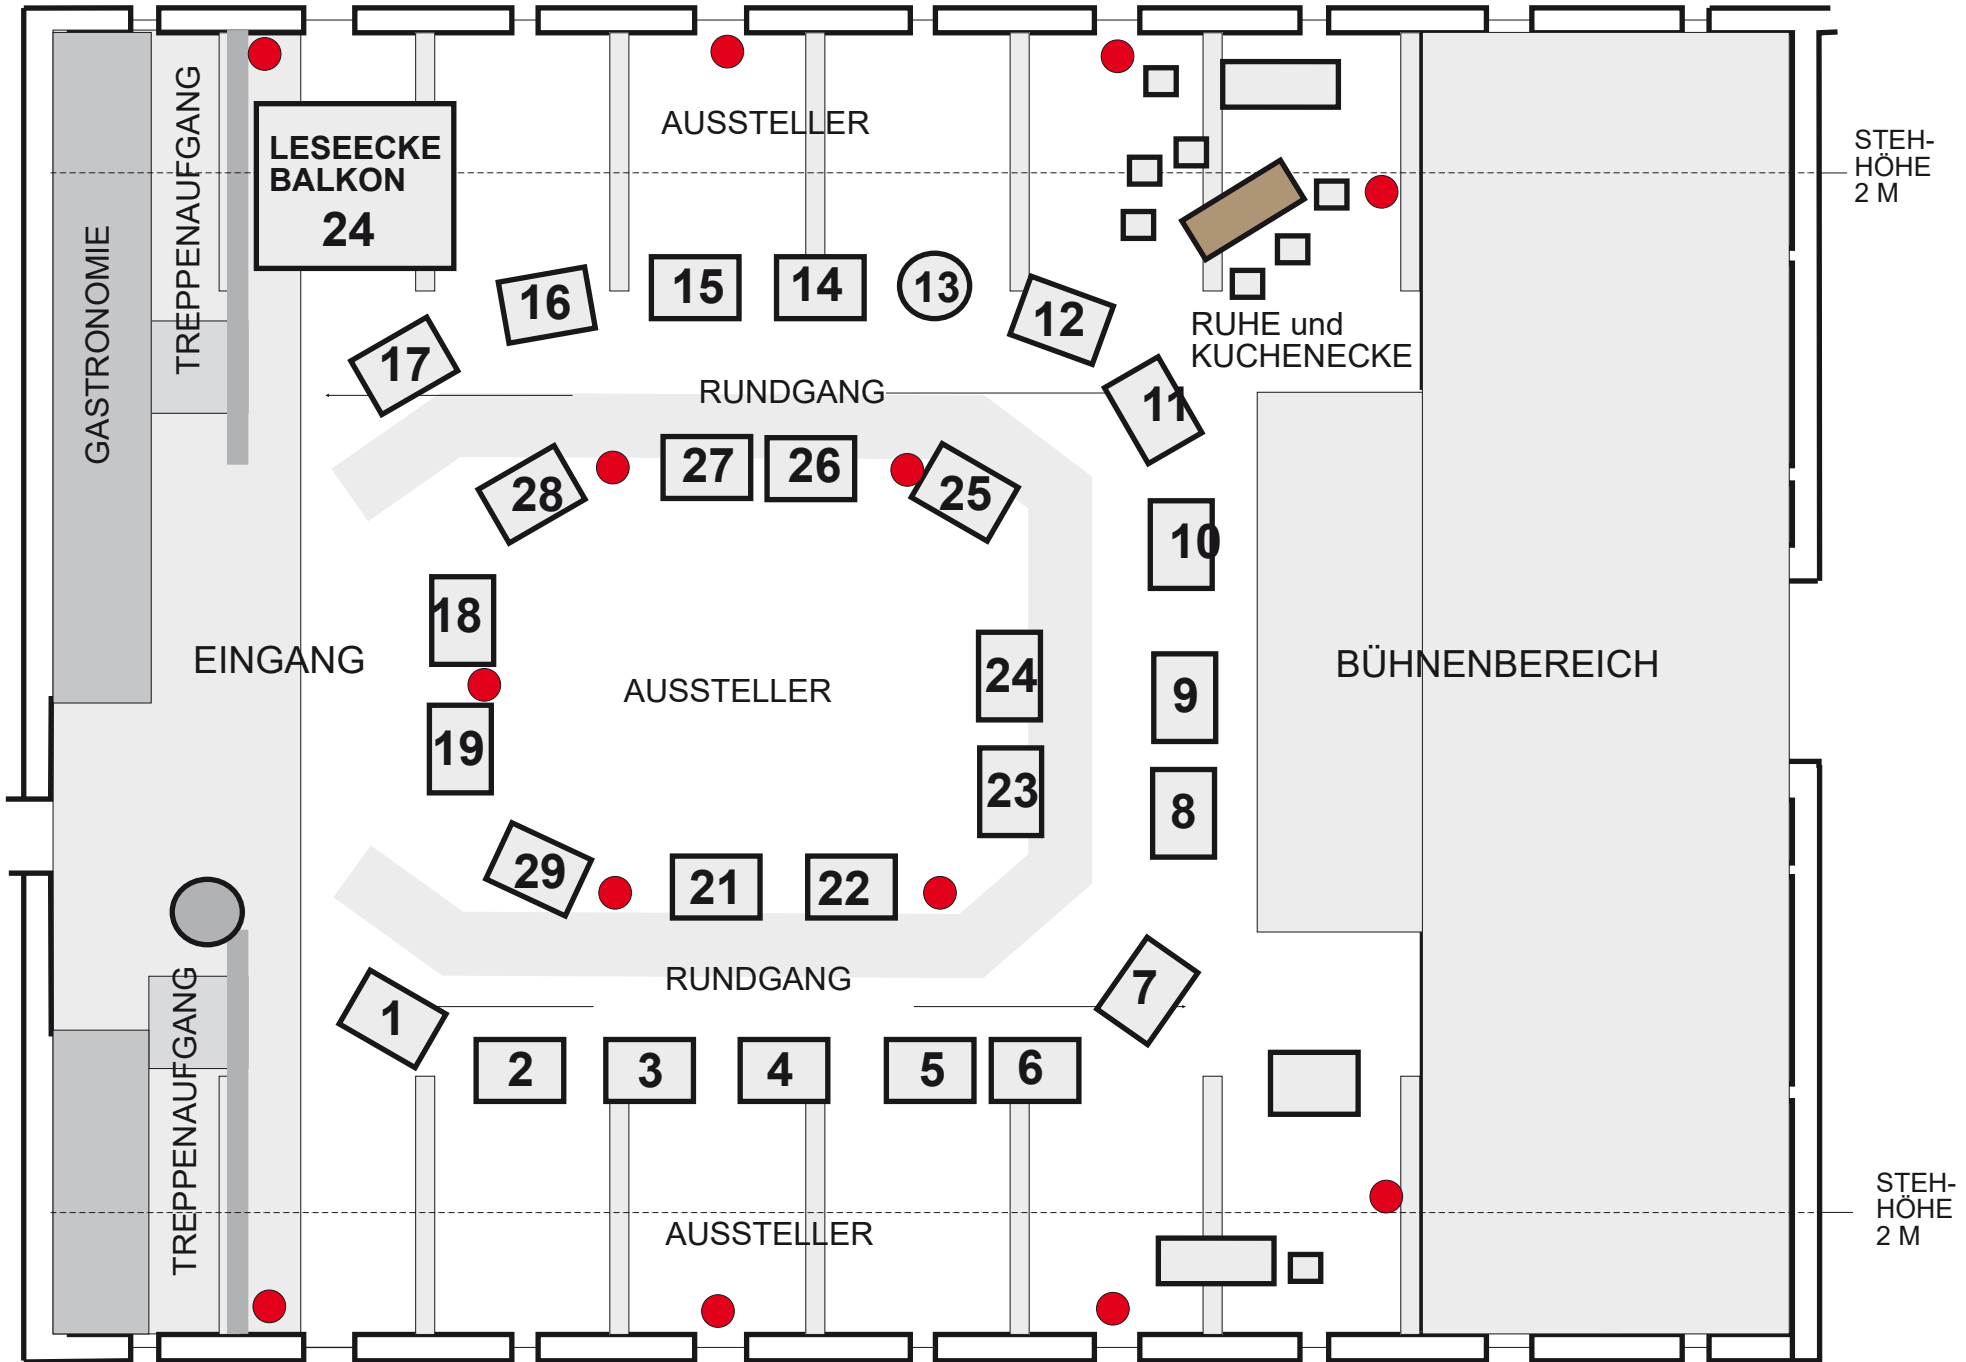 AUSSTELLER
STEH-
HÖHE
2 M
TREPPENAUFGANG
LESEECKE
BALKON
24
GASTRONOMIE
16
15
14
13
12
RUHE und
KUCHENECKE
17
RUNDGANG
11
28
27
26
25
10
18
EINGANG
AUSSTELLER
24
BÜHNENBEREICH
9
19
23
8
29
21
22
RUNDGANG
7
1
2
3
4
5
6
TREPPENAUFGANG
AUSSTELLER
STEH-
HÖHE
2 M